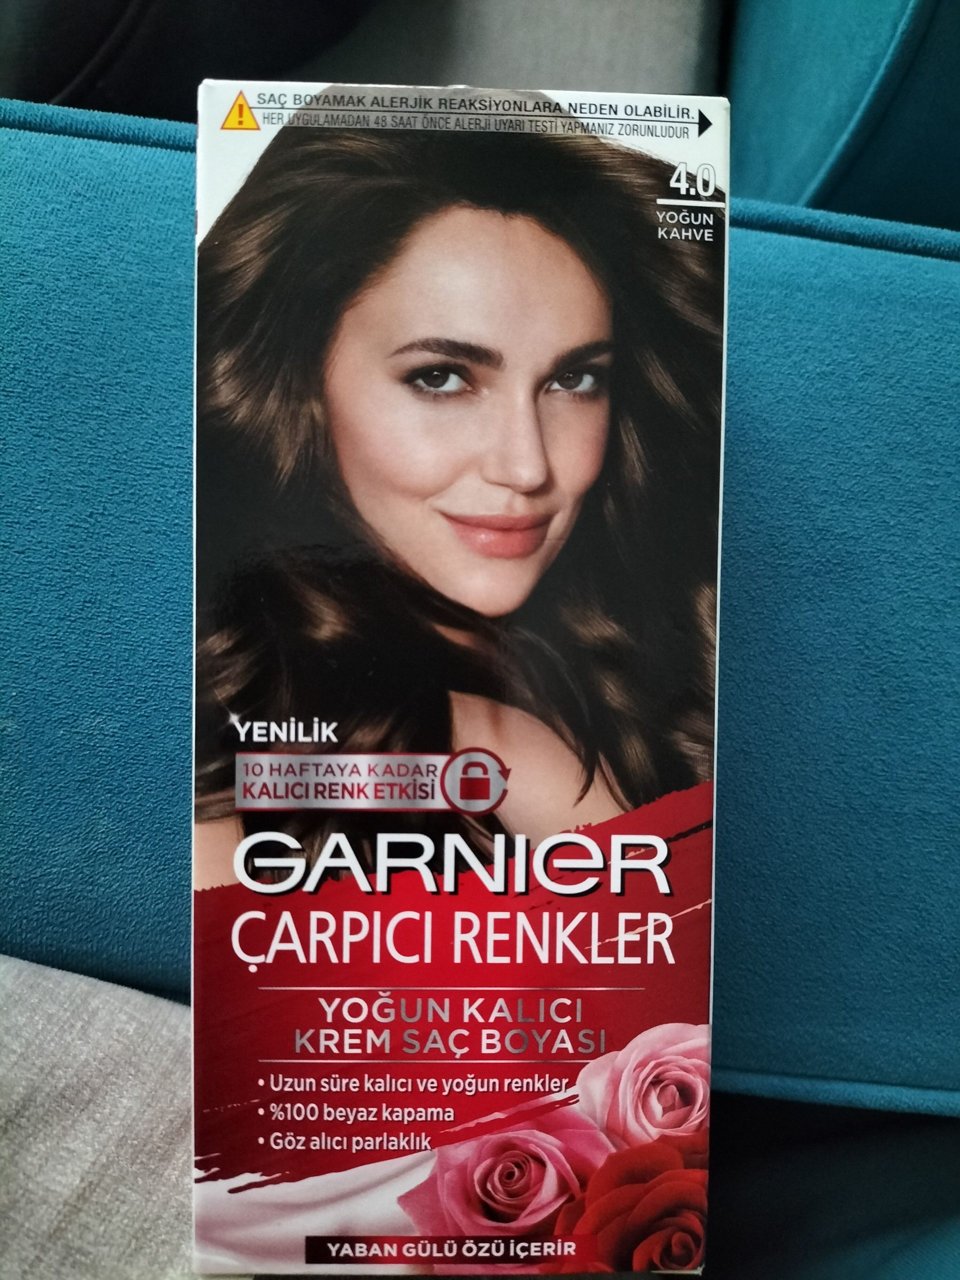 SAÇ BOYAMAK ALERJİK REAKSİYONLARA NEDEN OLABİLİR.
HER UYGULAMADAN 48 SAAT ÖNCE ALERJİ UYARI TESTİ YAPMANIZ ZORUNLUDUR
4.0
YOĞUN
KAHVE
YENİLİK
10 HAFTAYA KADAR
KALICI RENK ETKİSİ
GARNIER
ÇARPICI RENKLER
YOĞUN KALICI
KREM SAÇ BOYASI
• Uzun süre kalıcı ve yoğun renkler
• %100 beyaz kapama
• Göz alıcı parlaklık
YABAN GÜLÜ ÖZÜ İÇERİR